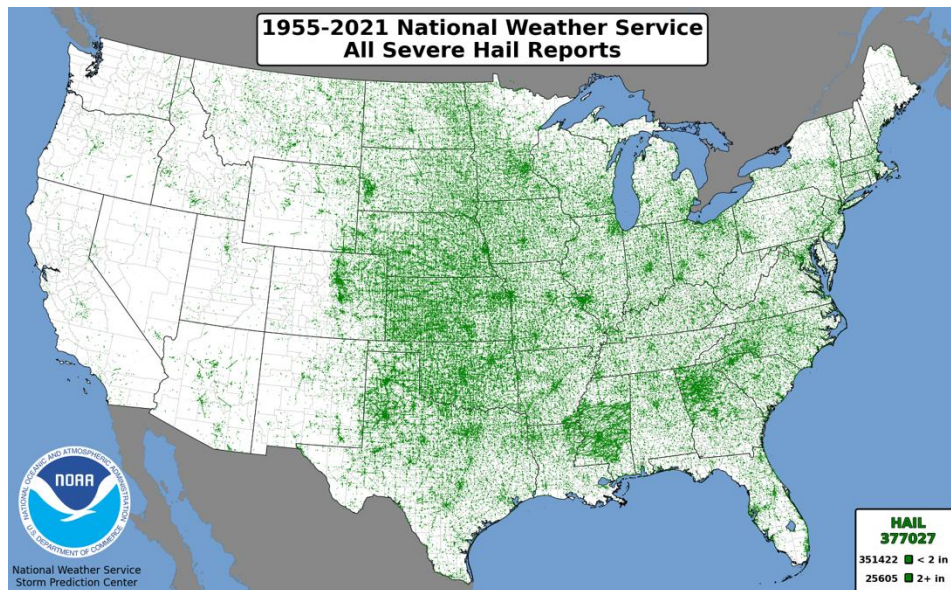 1955-2021 National Weather Service
All Severe Hail Reports
NATIONAL OCEANIC AND ATMOSPHERIC ADMINISTRATION
NOAA
U.S. DEPARTMENT OF COMMERCE
National Weather Service
Storm Prediction Center
HAIL
377027
351422 < 2 in
25605 2+ in